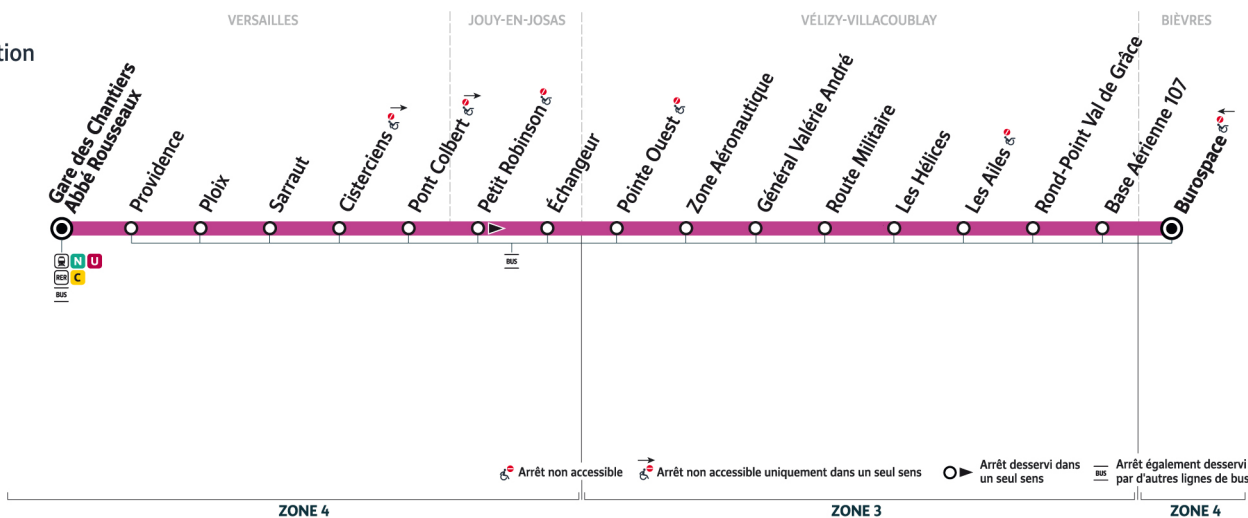 VERSAILLES
JOUY-EN-JOSAS
VÉLIZY-VILLACOUBLAY
BIÈVRES
Gare des Chantiers
Abbé Rousseaux
Providence
Ploix
Sarraut
Cisterciens
Pont Colbert
Petit Robinson
Échangeur
Pointe Ouest
Zone Aéronautique
Général Valérie André
Route Militaire
Les Hélices
Les Ailes
Rond-Point Val de Grâce
Base Aérienne 107
Burospace
N U
RER C
BUS
BUS
Arrêt non accessible
Arrêt non accessible uniquement dans un seul sens
Arrêt desservi dans
un seul sens
BUS
Arrêt également desservi
par d'autres lignes de bus
ZONE 4
ZONE 3
ZONE 4